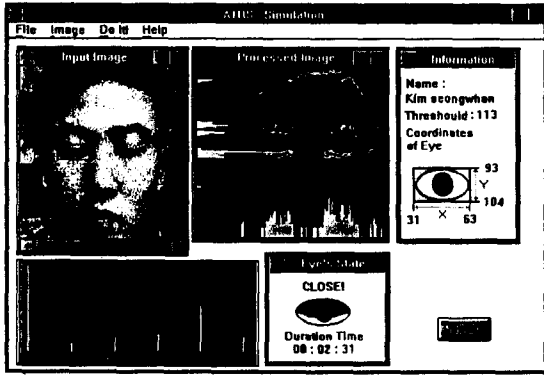 Simulation
File Image Do It! Help
Input Image
Processed Image
Information
Name :
Kim seongwhan
Threshould : 113
Coordinates
of Eye
93
Y
104
31 X 63
Eye's State
CLOSE!
Duration Time
00 : 02 : 31